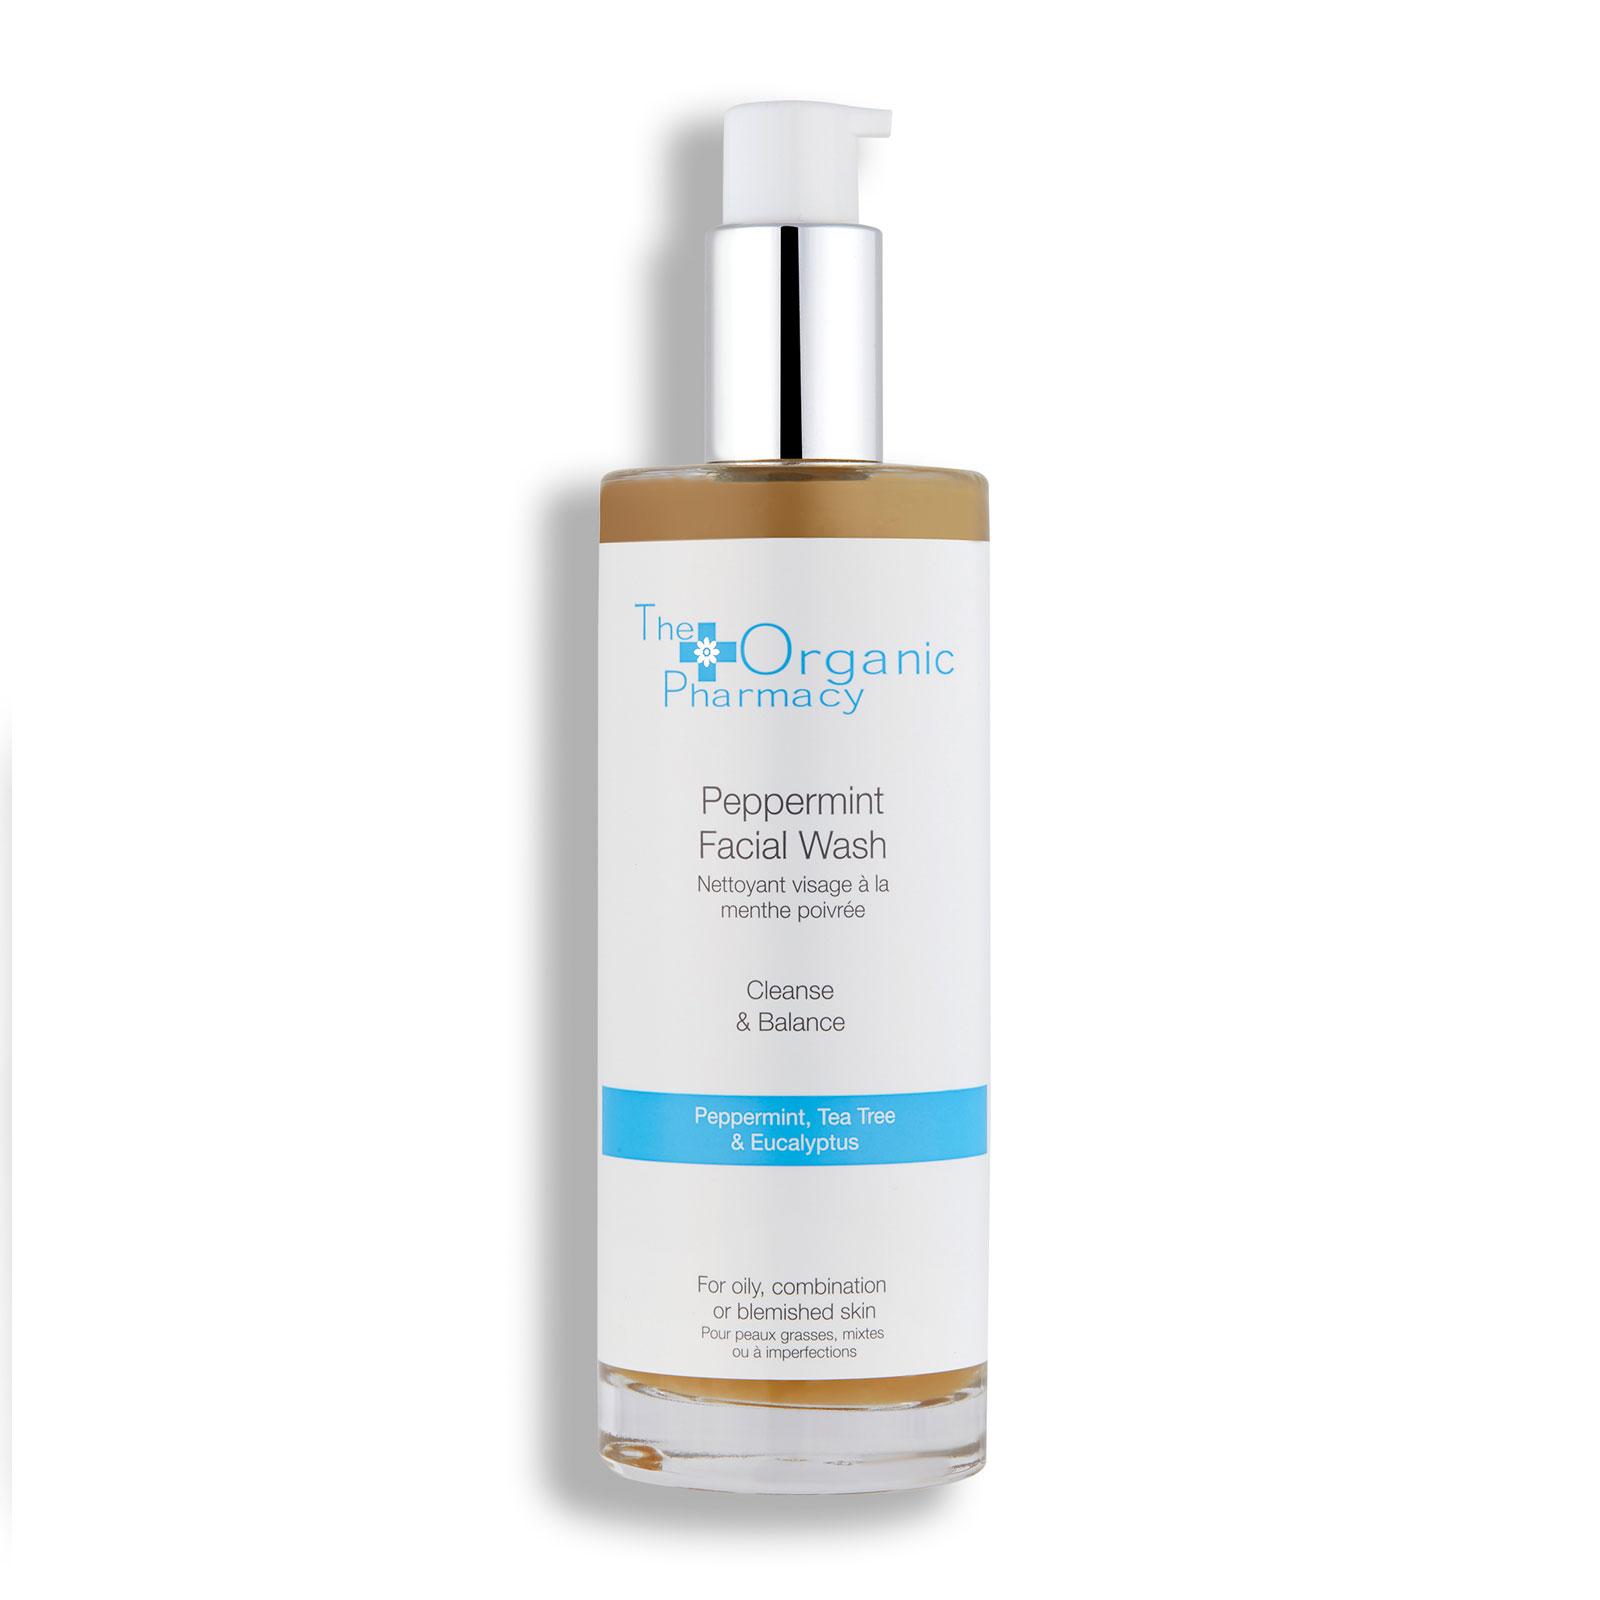 The Organic
Pharmacy
Peppermint
Facial Wash
Nettoyant visage à la
menthe poivrée
Cleanse
& Balance
Peppermint, Tea Tree
& Eucalyptus
For oily, combination
or blemished skin
Pour peaux grasses, mixtes
ou à imperfections